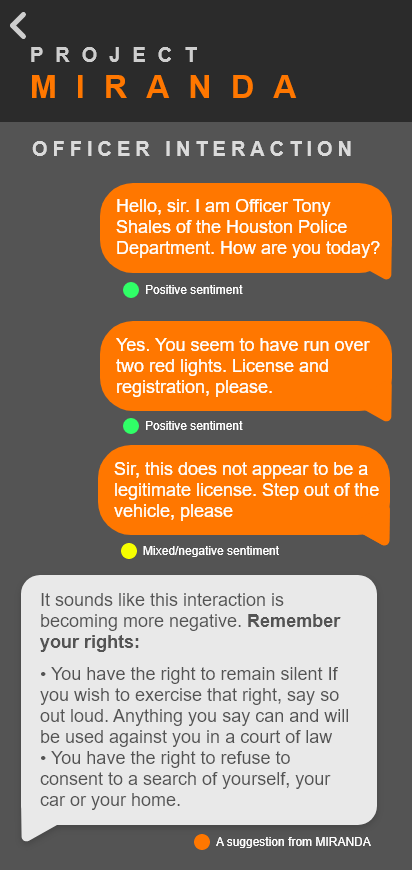 PROJECT
MIRANDA
OFFICER INTERACTION
Hello, sir. I am Officer Tony
Shales of the Houston Police
Department. How are you today?
Positive sentiment
Yes. You seem to have run over
two red lights. License and
registration, please.
Positive sentiment
Sir, this does not appear to be a
legitimate license. Step out of the
vehicle, please
Mixed/negative sentiment
It sounds like this interaction is
becoming more negative. Remember
your rights:
• You have the right to remain silent If
you wish to exercise that right, say so
out loud. Anything you say can and will
be used against you in a court of law
• You have the right to refuse to
consent to a search of yourself, your
car or your home.
A suggestion from MIRANDA